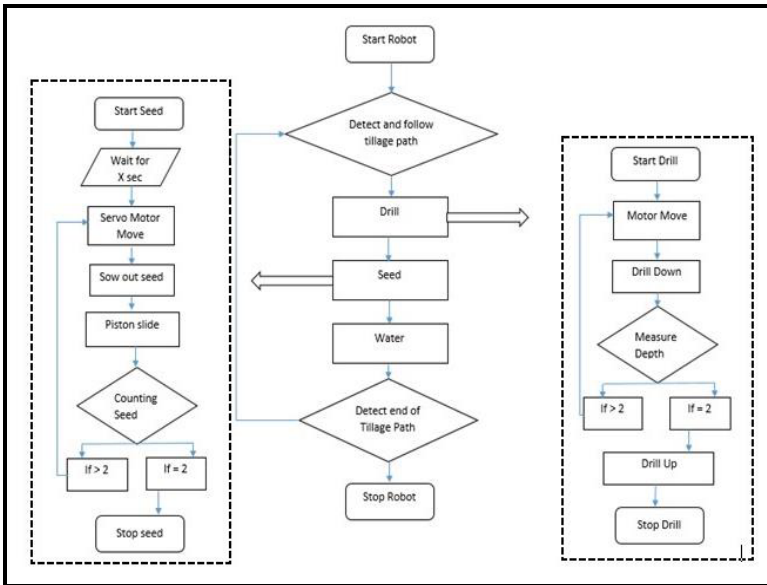 Start Robot
Detect and follow
tillage path
Drill
Seed
Water
Detect end of
Tillage Path
Stop Robot
Start Seed
Wait for
X sec
Servo Motor
Move
Sow out seed
Piston slide
Counting
Seed
If > 2
If = 2
Stop seed
Start Drill
Motor Move
Drill Down
Measure
Depth
If > 2
If = 2
Drill Up
Stop Drill